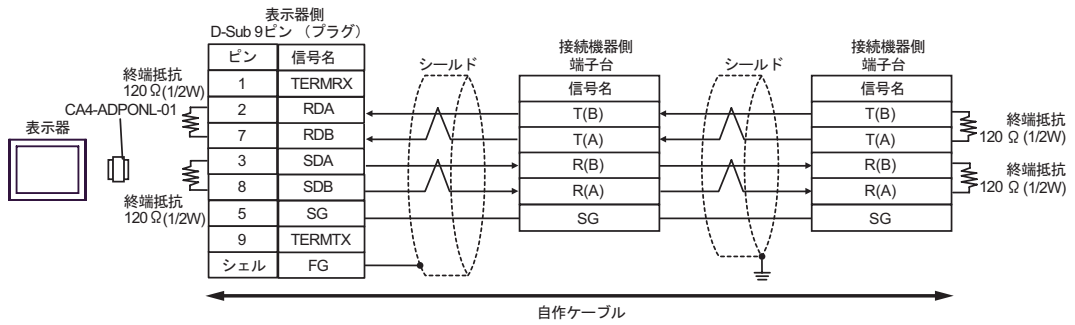 表示器側
D-Sub 9ピン （プラグ）
ピン 信号名
1 TERMRX
2 RDA
7 RDB
3 SDA
8 SDB
5 SG
9 TERMTX
シェル FG
終端抵抗
120 Ω(1/2W)
CA4-ADPONL-01
表示器
終端抵抗
120 Ω(1/2W)
シールド
接続機器側
端子台
信号名
T(B)
T(A)
R(B)
R(A)
SG
シールド
接続機器側
端子台
信号名
T(B)
T(A)
R(B)
R(A)
SG
終端抵抗
120 Ω (1/2W)
終端抵抗
120 Ω (1/2W)
自作ケーブル